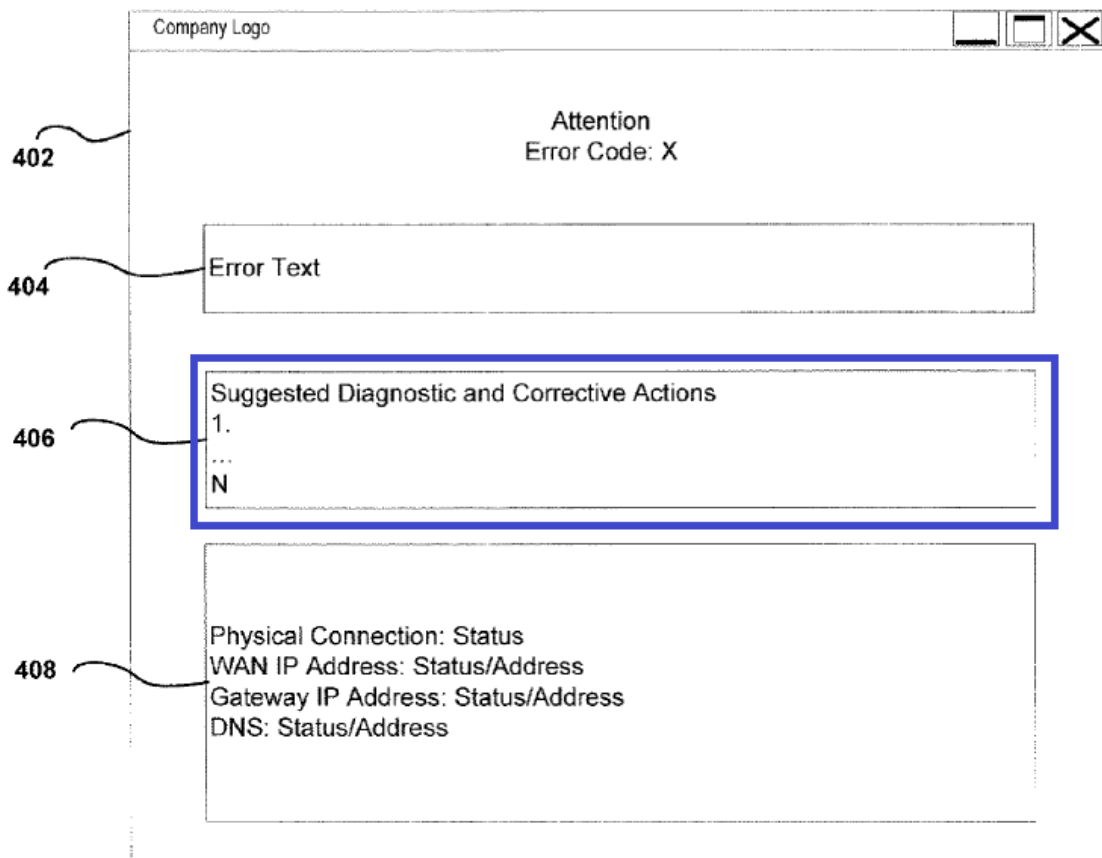 Company Logo
Attention
Error Code: X
402
Error Text
404
Suggested Diagnostic and Corrective Actions
1.
...
N
406
Physical Connection: Status
WAN IP Address: Status/Address
Gateway IP Address: Status/Address
DNS: Status/Address
408